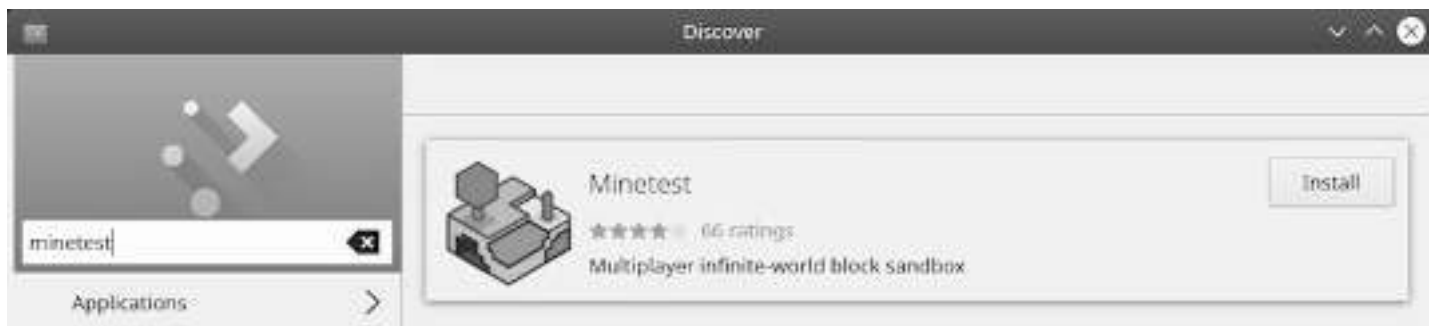 Discover
minetest
Applications
Minetest
Install
66 ratings
Multiplayer infinite-world block sandbox